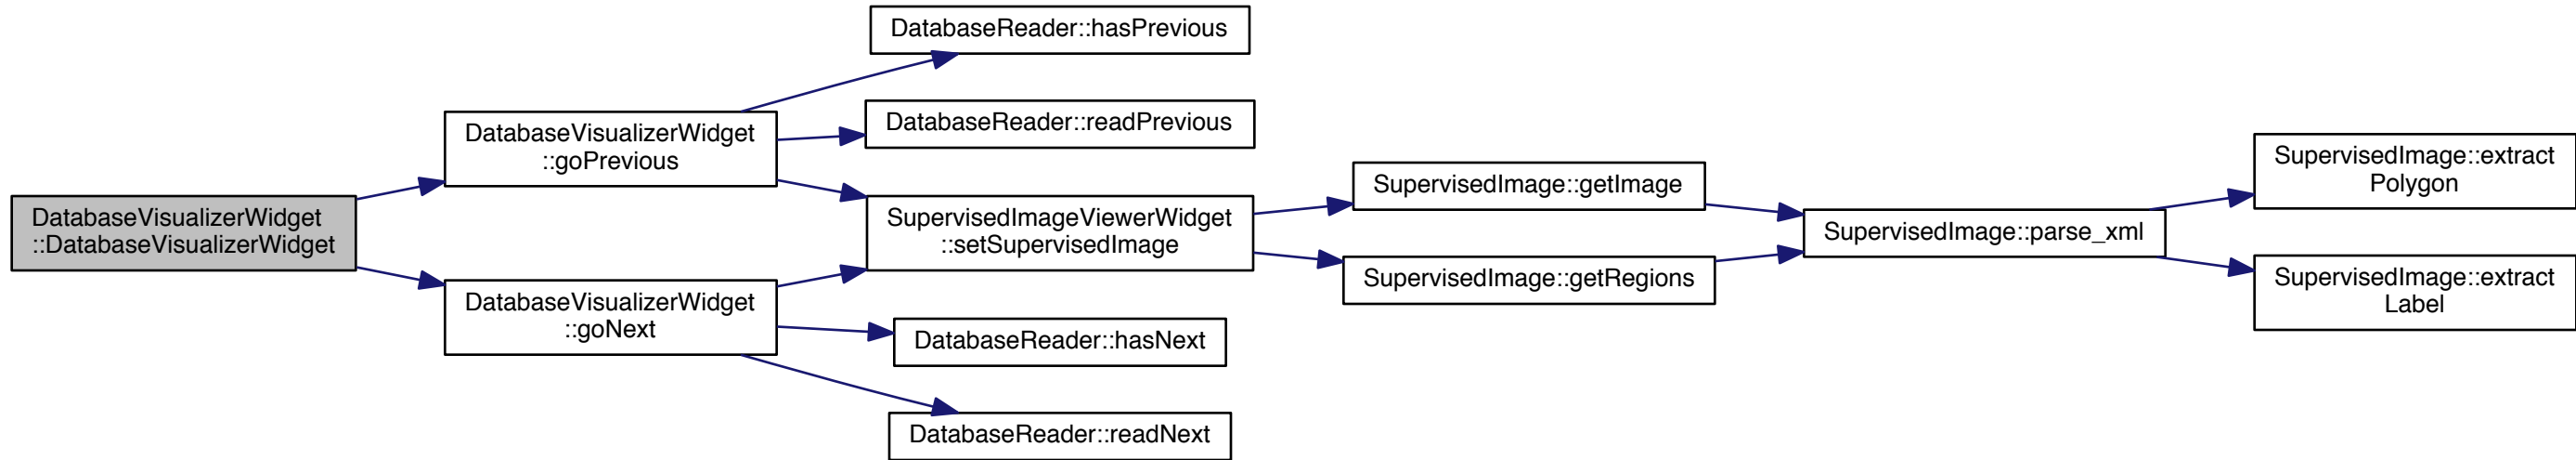 DatabaseVisualizerWidget
::DatabaseVisualizerWidget
DatabaseVisualizerWidget
::goPrevious
DatabaseVisualizerWidget
::goNext
DatabaseReader::hasPrevious
DatabaseReader::readPrevious
SupervisedImageViewerWidget
::setSupervisedImage
DatabaseReader::hasNext
DatabaseReader::readNext
SupervisedImage::getImage
SupervisedImage::getRegions
SupervisedImage::parse_xml
SupervisedImage::extract
Polygon
SupervisedImage::extract
Label